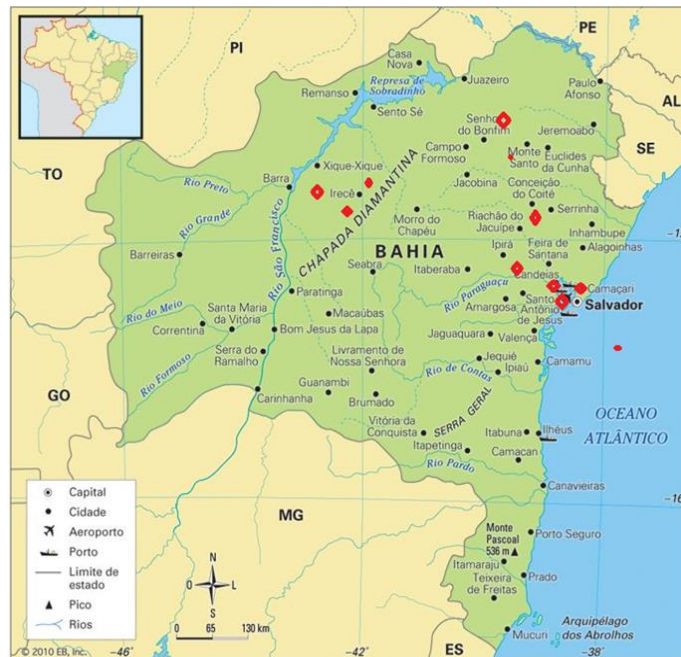 PI
PE
AL
SE
TO
GO
MG
ES
Casa
Nova
Represa de
Sobradinho
Juazeiro
Paulo
Afonso
Remanso
Sento Sé
Senho
do Bonfim
Jeremoabo
Campo
Formoso
Monte
Santo
Euclides
da Cunha
Xique-Xique
Barra
Rio Preto
Irecê
CHAPADA DIAMANTINA
Jacobina
Conceição
do Coité
Rio Grande
Rio São Francisco
Morro do
Chapéu
Riachão do
Jacuípe
Serrinha
Inhambupe
-12
BAHIA
Barreiras
Ipirá
Feira de
Santana
Alagoinhas
Seabra
Itaberaba
Candeias
Camaçari
Rio Paraguaçu
Paratinga
Salvador
Rio do Meio
Santa Maria
da Vitória
Macaúbas
Amargosa
Santo
Antônio
de Jesus
Correntina
Bom Jesus da Lapa
Jaguaquara
Valença
Rio Formoso
Serra do
Ramalho
Livramento de
Nossa Senhora
Jequié
Ipiaú
Camamu
Rio de Contas
Guanambi
Carinhanha
Brumado
SERRA GERAL
OCEANO
ATLÂNTICO
Vitória da
Conquista
Itabuna
Ilhéus
Itapetinga
Camacan
Rio Pardo
Canavieiras
-16
Capital
Cidade
Aeroporto
Porto
Limite de
estado
Pico
Rios
Monte
Pascoal
536 m
Porto Seguro
Itamaraju
Prado
Teixeira
de Freitas
Mucuri
Arquipélago
dos Abrolhos
N
O
L
S
0 65 130 km
© 2010 EB, Inc.
-46
-42
-38